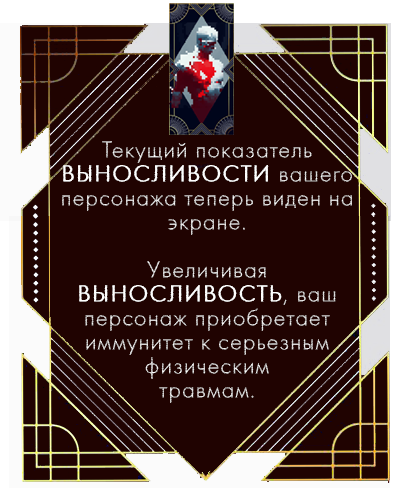 Текущий показатель
ВЫНОСЛИВОСТИ вашего
персонажа теперь виден на
экране.
Увеличивая
ВЫНОСЛИВОСТЬ, ваш
персонаж приобретает
иммунитет к серьезным
физическим
травмам.